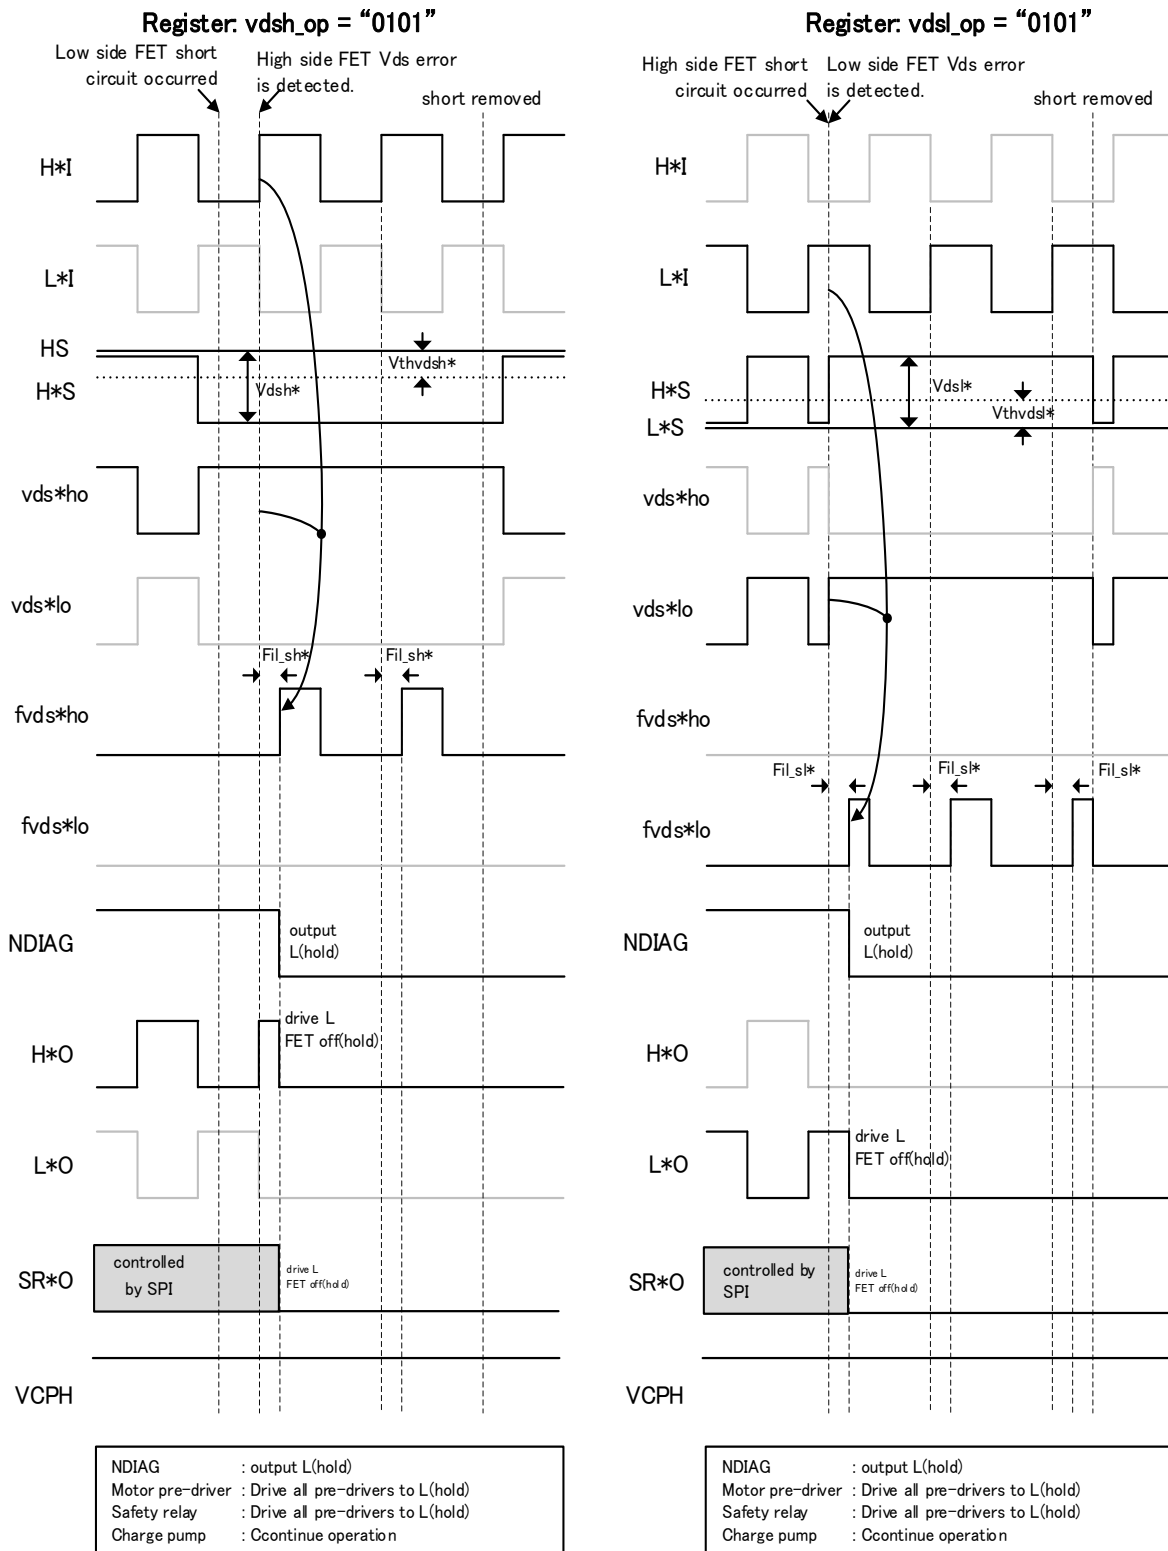 Register: vdsh_op = “0101”
Low side FET short
circuit occurred
High side FET Vds error
is detected.
short removed
H*I
L*I
HS
Vthvdsh*
H*S
Vdsh*
vds*ho
vds*lo
Fil_sh*
Fil_sh*
fvds*ho
fvds*lo
NDIAG
output
L(hold)
H*O
drive L
FET off(hold)
L*O
SR*O
controlled
by SPI
drive L
FET off(hold)
VCPH
NDIAG : output L(hold)
Motor pre-driver : Drive all pre-drivers to L(hold)
Safety relay : Drive all pre-drivers to L(hold)
Charge pump : Ccontinue operation
Register: vdsl_op = “0101”
High side FET short
circuit occurred
Low side FET Vds error
is detected.
short removed
H*I
L*I
H*S
Vdsl*
Vthvdsl*
L*S
vds*ho
vds*lo
fvds*ho
Fil_sl*
Fil_sl*
Fil_sl*
fvds*lo
NDIAG
output
L(hold)
H*O
L*O
drive L
FET off(hold)
SR*O
controlled by
SPI
drive L
FET off(hold)
VCPH
NDIAG : output L(hold)
Motor pre-driver : Drive all pre-drivers to L(hold)
Safety relay : Drive all pre-drivers to L(hold)
Charge pump : Ccontinue operation